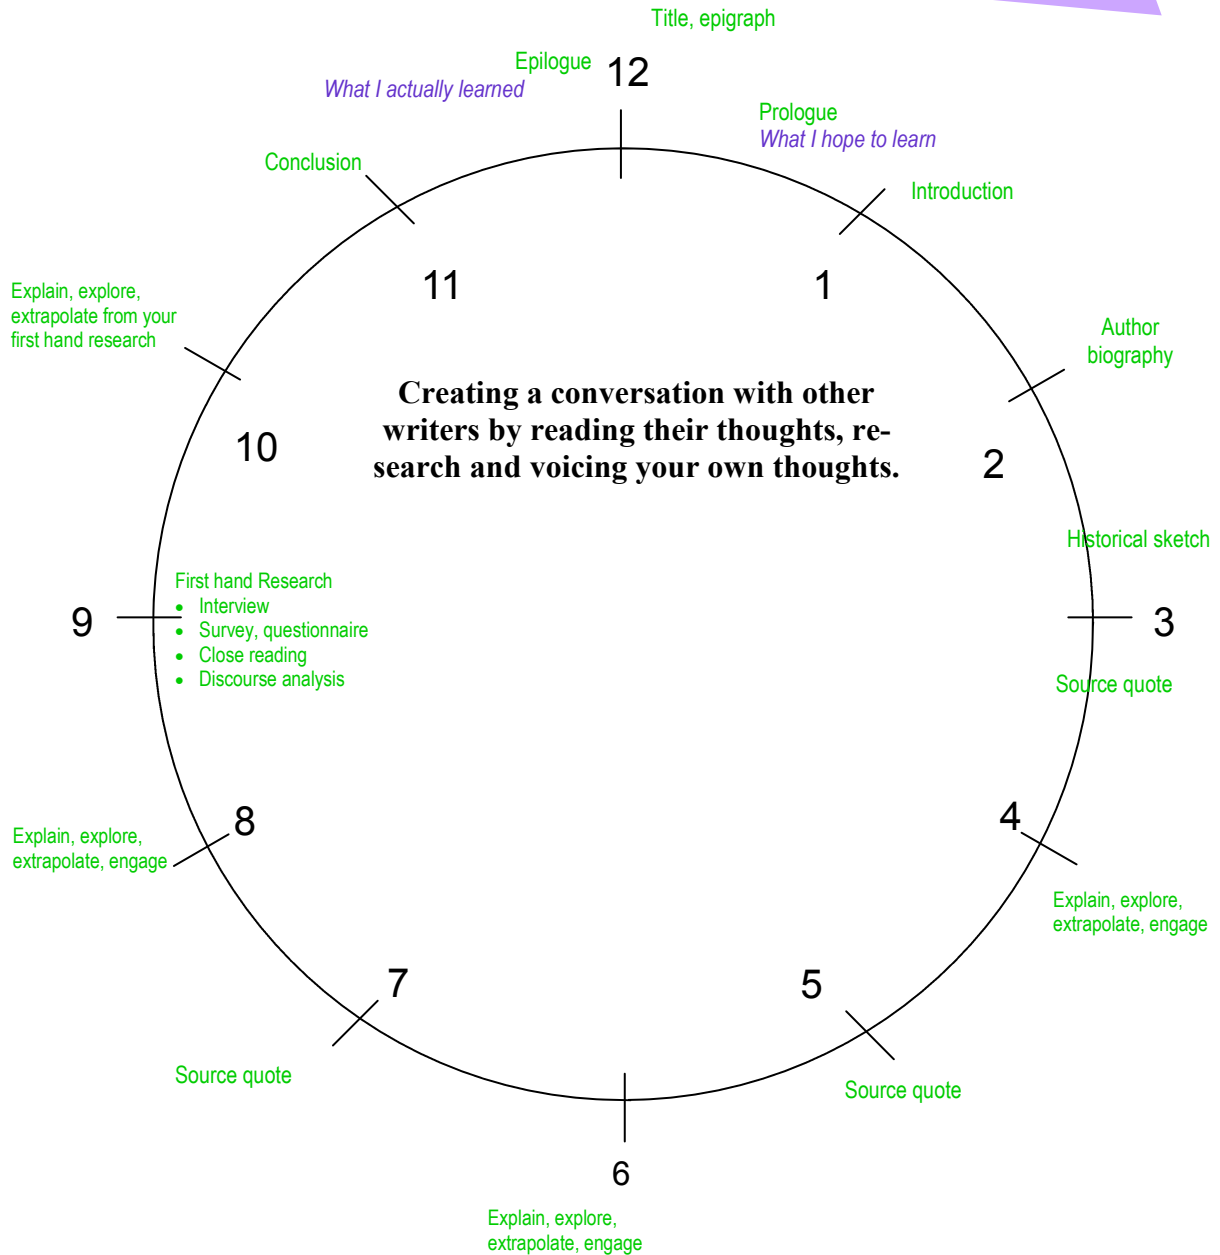 Title, epigraph
Epilogue
12
What I actually learned
Prologue
What I hope to learn
Conclusion
Introduction
11
1
Explain, explore,
extrapolate from your
first hand research
Author
biography
Creating a conversation with other
writers by reading their thoughts, re-
search and voicing your own thoughts.
10
2
Historical sketch
First hand Research
• Interview
• Survey, questionnaire
• Close reading
• Discourse analysis
9
3
Source quote
8
4
Explain, explore,
extrapolate, engage
Explain, explore,
extrapolate, engage
7
5
Source quote
Source quote
6
Explain, explore,
extrapolate, engage